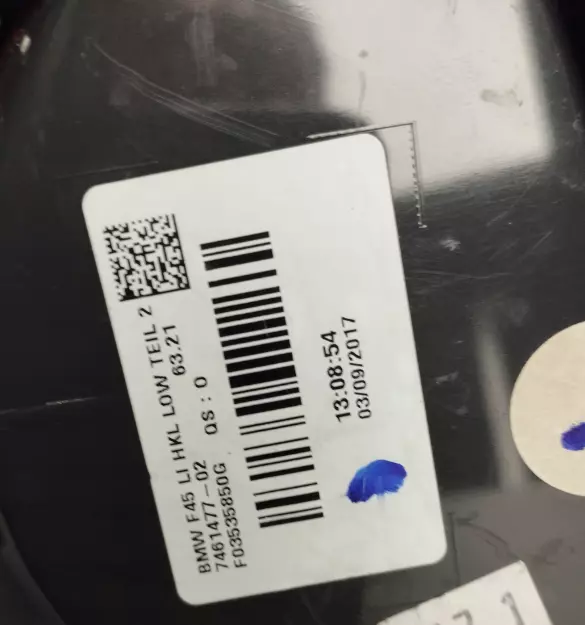 BMW F45 LI HKL LOW TEIL 2
7461477-02 QS : 0 63.21
F03535850G
13:08:54
03/09/2017